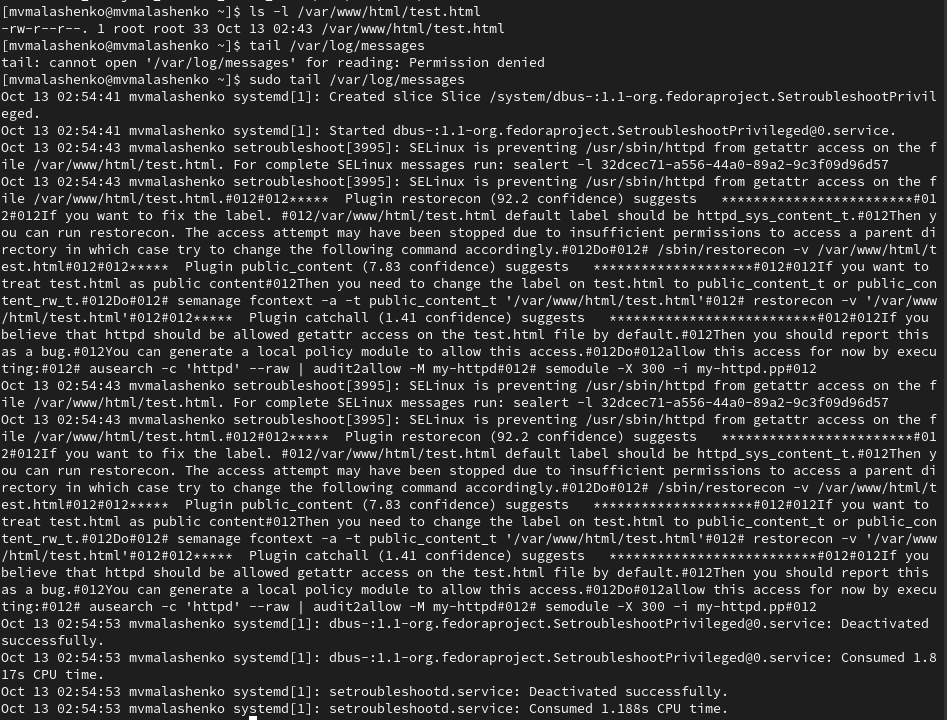 [mvmalashenko@mvmalashenko ~]$ ls -l /var/www/html/test.html
-rw-r--r--. 1 root root 33 Oct 13 02:43 /var/www/html/test.html
[mvmalashenko@mvmalashenko ~]$ tail /var/log/messages
tail: cannot open '/var/log/messages' for reading: Permission denied
[mvmalashenko@mvmalashenko ~]$ sudo tail /var/log/messages
Oct 13 02:54:41 mvmalashenko systemd[1]: Created slice Slice /system/dbus-:1.1-org.fedoraproject.SetroubleshootPrivil
eged.
Oct 13 02:54:41 mvmalashenko systemd[1]: Started dbus-:1.1-org.fedoraproject.SetroubleshootPrivileged@0.service.
Oct 13 02:54:43 mvmalashenko setroubleshoot[3995]: SELinux is preventing /usr/sbin/httpd from getattr access on the f
ile /var/www/html/test.html. For complete SELinux messages run: sealert -l 32dcec71-a556-44a0-89a2-9c3f09d96d57
Oct 13 02:54:43 mvmalashenko setroubleshoot[3995]: SELinux is preventing /usr/sbin/httpd from getattr access on the f
ile /var/www/html/test.html.#012#012*****  Plugin restorecon (92.2 confidence) suggests   ************************#01
2#012If you want to fix the label. #012/var/www/html/test.html default label should be httpd_sys_content_t.#012Then y
ou can run restorecon. The access attempt may have been stopped due to insufficient permissions to access a parent di
rectory in which case try to change the following command accordingly.#012Do#012# /sbin/restorecon -v /var/www/html/t
est.html#012#012*****  Plugin public_content (7.83 confidence) suggests   ********************#012#012If you want to
treat test.html as public content#012Then you need to change the label on test.html to public_content_t or public_con
tent_rw_t.#012Do#012# semanage fcontext -a -t public_content_t '/var/www/html/test.html'#012# restorecon -v '/var/www
/html/test.html'#012#012*****  Plugin catchall (1.41 confidence) suggests   **************************#012#012If you
believe that httpd should be allowed getattr access on the test.html file by default.#012Then you should report this
as a bug.#012You can generate a local policy module to allow this access.#012Do#012allow this access for now by execu
ting:#012# ausearch -c 'httpd' --raw | audit2allow -M my-httpd#012# semodule -X 300 -i my-httpd.pp#012
Oct 13 02:54:43 mvmalashenko setroubleshoot[3995]: SELinux is preventing /usr/sbin/httpd from getattr access on the f
ile /var/www/html/test.html. For complete SELinux messages run: sealert -l 32dcec71-a556-44a0-89a2-9c3f09d96d57
Oct 13 02:54:43 mvmalashenko setroubleshoot[3995]: SELinux is preventing /usr/sbin/httpd from getattr access on the f
ile /var/www/html/test.html.#012#012*****  Plugin restorecon (92.2 confidence) suggests   ************************#01
2#012If you want to fix the label. #012/var/www/html/test.html default label should be httpd_sys_content_t.#012Then y
ou can run restorecon. The access attempt may have been stopped due to insufficient permissions to access a parent di
rectory in which case try to change the following command accordingly.#012Do#012# /sbin/restorecon -v /var/www/html/t
est.html#012#012*****  Plugin public_content (7.83 confidence) suggests   ********************#012#012If you want to
treat test.html as public content#012Then you need to change the label on test.html to public_content_t or public_con
tent_rw_t.#012Do#012# semanage fcontext -a -t public_content_t '/var/www/html/test.html'#012# restorecon -v '/var/www
/html/test.html'#012#012*****  Plugin catchall (1.41 confidence) suggests   **************************#012#012If you
believe that httpd should be allowed getattr access on the test.html file by default.#012Then you should report this
as a bug.#012You can generate a local policy module to allow this access.#012Do#012allow this access for now by execu
ting:#012# ausearch -c 'httpd' --raw | audit2allow -M my-httpd#012# semodule -X 300 -i my-httpd.pp#012
Oct 13 02:54:53 mvmalashenko systemd[1]: dbus-:1.1-org.fedoraproject.SetroubleshootPrivileged@0.service: Deactivated
successfully.
Oct 13 02:54:53 mvmalashenko systemd[1]: dbus-:1.1-org.fedoraproject.SetroubleshootPrivileged@0.service: Consumed 1.8
17s CPU time.
Oct 13 02:54:53 mvmalashenko systemd[1]: setroubleshootd.service: Deactivated successfully.
Oct 13 02:54:53 mvmalashenko systemd[1]: setroubleshootd.service: Consumed 1.188s CPU time.